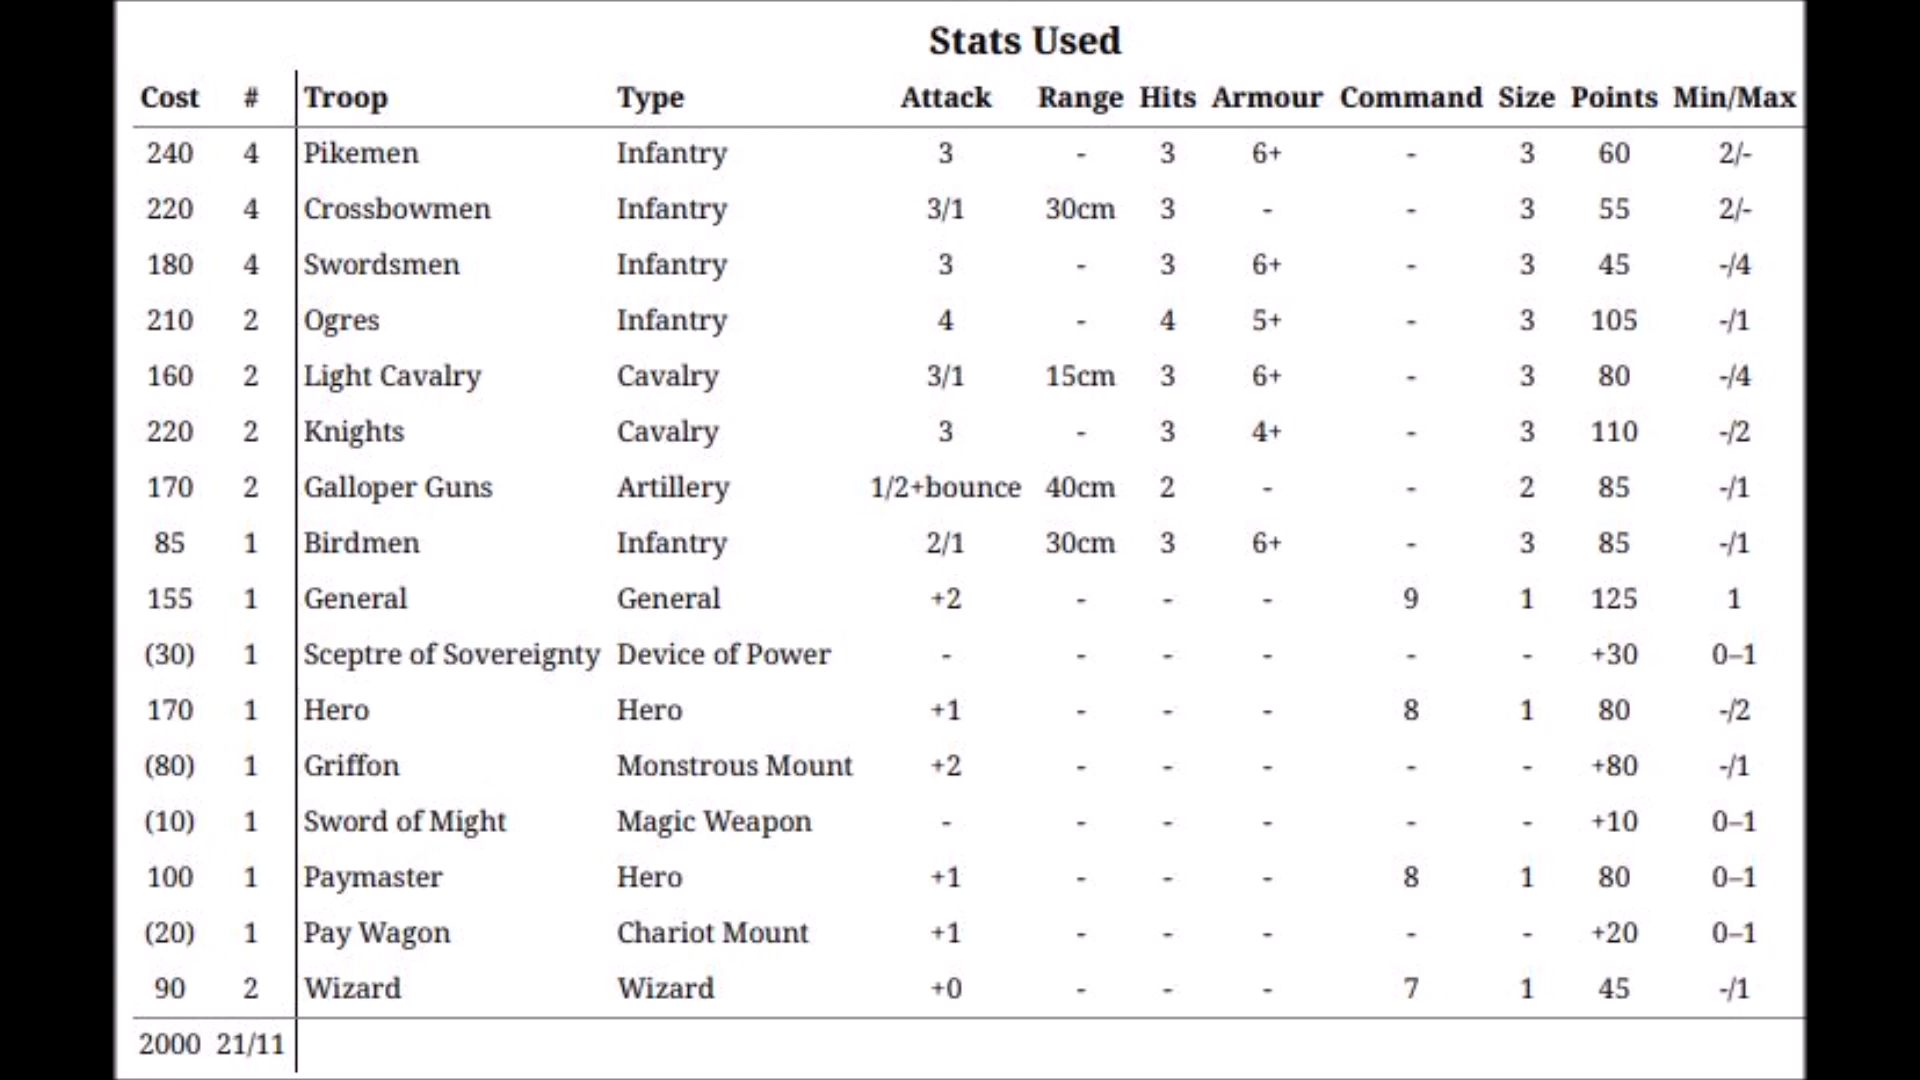 Stats Used
Cost # Troop Type Attack Range Hits Armour Command Size Points Min/Max
240 4 Pikemen Infantry 3 - 3 6+ - 3 60 2/-
220 4 Crossbowmen Infantry 3/1 30cm 3 - - 3 55 2/-
180 4 Swordsmen Infantry 3 - 3 6+ - 3 45 -/4
210 2 Ogres Infantry 4 - 4 5+ - 3 105 -/1
160 2 Light Cavalry Cavalry 3/1 15cm 3 6+ - 3 80 -/4
220 2 Knights Cavalry 3 - 3 4+ - 3 110 -/2
170 2 Galloper Guns Artillery 1/2+bounce 40cm 2 - - 2 85 -/1
85 1 Birdmen Infantry 2/1 30cm 3 6+ - 3 85 -/1
155 1 General General +2 - - - 9 1 125 1
(30) 1 Sceptre of Sovereignty Device of Power - - - - - - +30 0–1
170 1 Hero Hero +1 - - - 8 1 80 -/2
(80) 1 Griffon Monstrous Mount +2 - - - - - +80 -/1
(10) 1 Sword of Might Magic Weapon - - - - - - +10 0–1
100 1 Paymaster Hero +1 - - - 8 1 80 0–1
(20) 1 Pay Wagon Chariot Mount +1 - - - - - +20 0–1
90 2 Wizard Wizard +0 - - - 7 1 45 -/1
2000 21/11